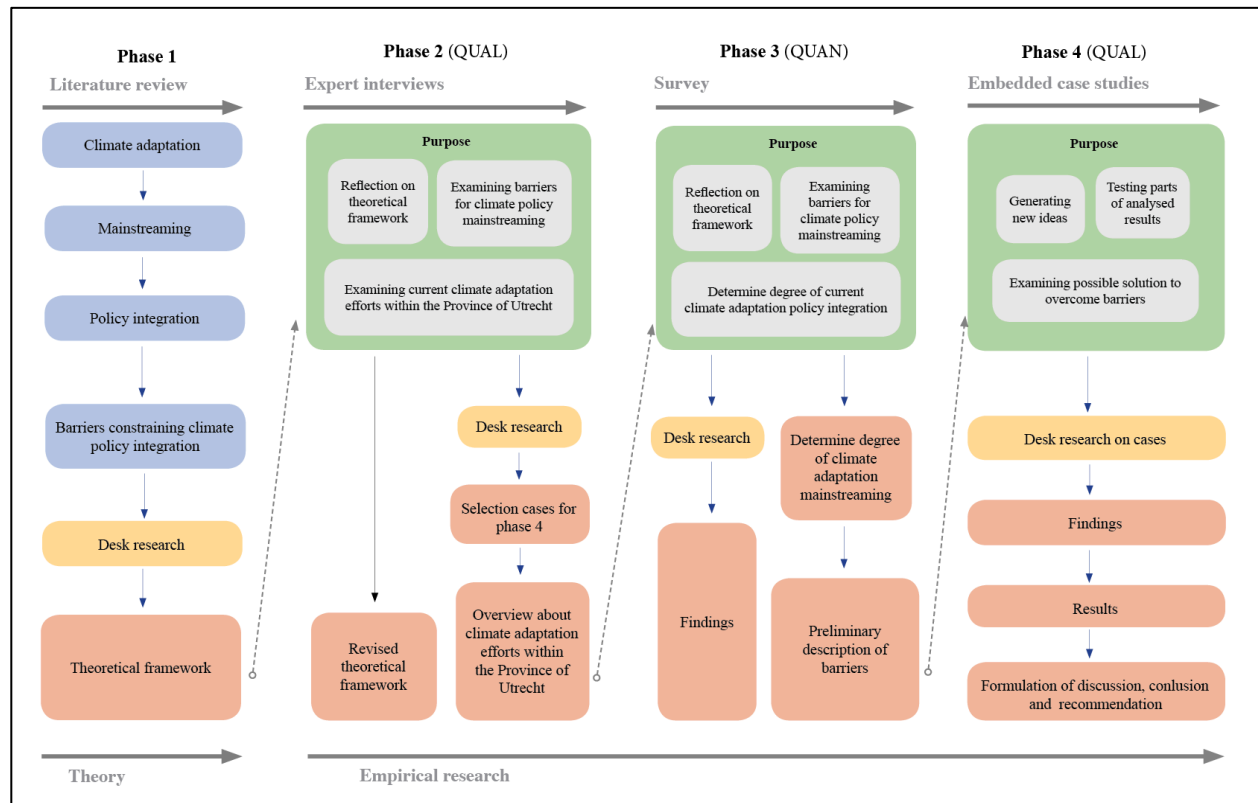 Phase 1
Literature review
Climate adaptation
Mainstreaming
Policy integration
Barriers constraining climate
policy integration
Desk research
Theoretical framework
Theory
Phase 2 (QUAL)
Expert interviews
Purpose
Reflection on
theoretical
framework
Examining barriers
for climate policy
mainstreaming
Examining current climate adaptation
efforts within the Province of Utrecht
Desk research
Selection cases for
phase 4
Revised
theoretical
framework
Overview about
climate adaptation
efforts within
the Province of
Utrecht
Phase 3 (QUAN)
Survey
Purpose
Reflection on
theoretical
framework
Examining
barriers for
climate policy
mainstreaming
Determine degree of current
climate adaptation policy integration
Desk research
Determine degree
of climate
adaptation
mainstreaming
Findings
Preliminary
description of
barriers
Phase 4 (QUAL)
Embedded case studies
Purpose
Generating
new ideas
Testing parts
of analysed
results
Examining possible solution to
overcome barriers
Desk research on cases
Findings
Results
Formulation of discussion, conlusion
and recommendation
Empirical research